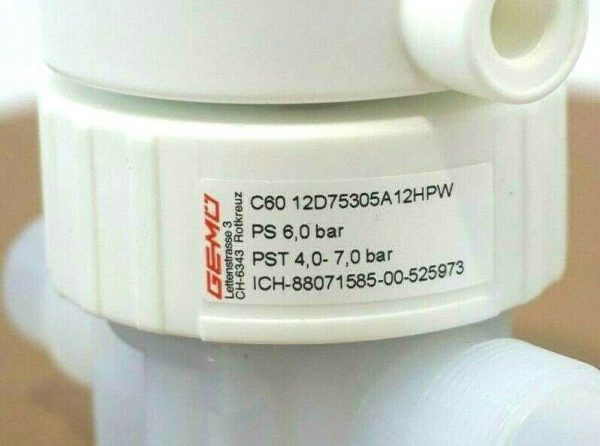 GEMÜ
Lettenstrasse 3
CH-6343 Rotkreuz
C60 12D75305A12HPW
PS 6,0 bar
PST 4,0- 7,0 bar
ICH-88071585-00-525973